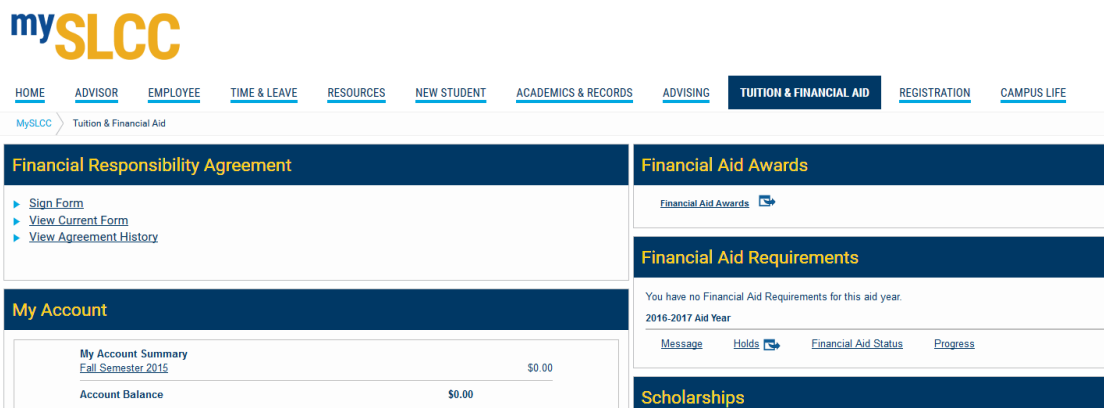 mySLCC
HOME ADVISOR EMPLOYEE TIME & LEAVE RESOURCES NEW STUDENT ACADEMICS & RECORDS ADVISING TUITION & FINANCIAL AID REGISTRATION CAMPUS LIFE
MySLCC Tuition & Financial Aid
Financial Responsibility Agreement
Sign Form
View Current Form
View Agreement History
My Account
My Account Summary
Fall Semester 2015 $0.00
Account Balance $0.00
Financial Aid Awards
Financial Aid Awards
Financial Aid Requirements
You have no Financial Aid Requirements for this aid year.
2016-2017 Aid Year
Message Holds Financial Aid Status Progress
Scholarships